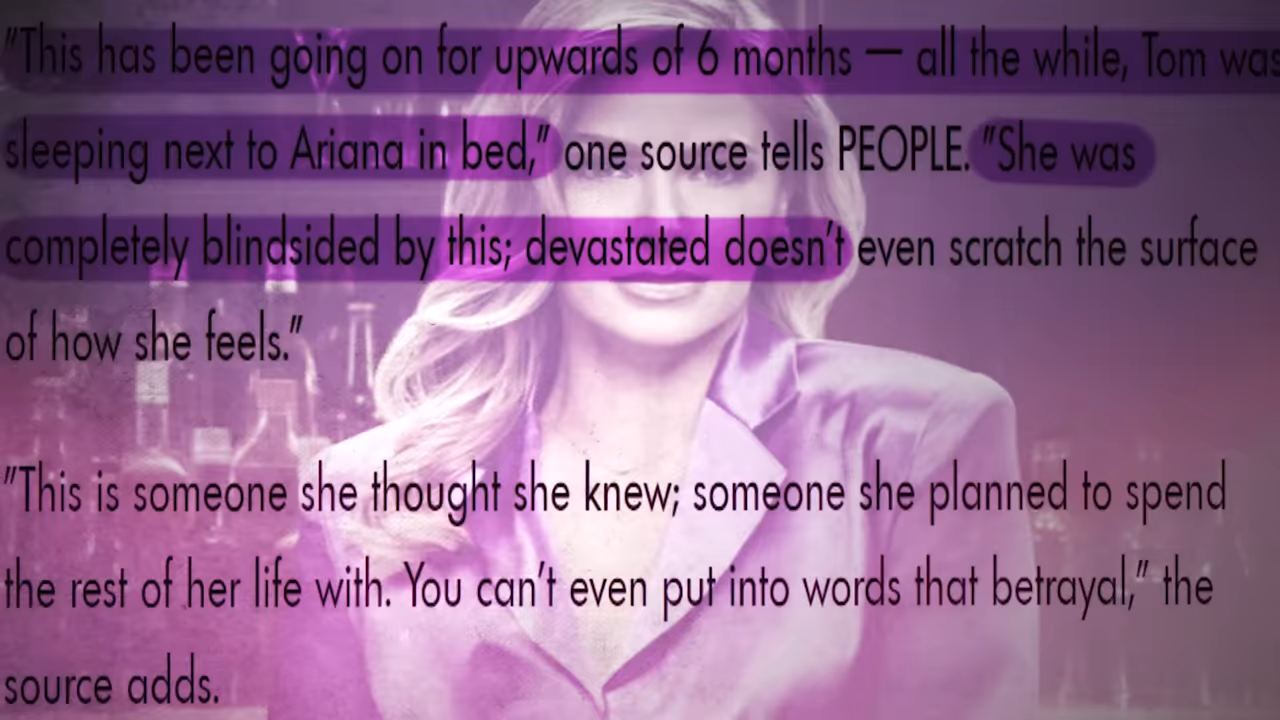 "This has been going on for upwards of 6 months — all the while, Tom was
sleeping next to Ariana in bed," one source tells PEOPLE. "She was
completely blindsided by this; devastated doesn't even scratch the surface
of how she feels."
"This is someone she thought she knew; someone she planned to spend
the rest of her life with. You can't even put into words that betrayal," the
source adds.